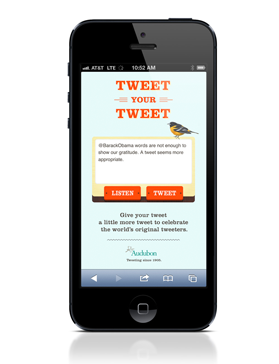 AT&T LTE 10:52 AM
TWEET
YOUR
TWEET
@BarackObama words are not enough to
show our gratitude. A tweet seems more
appropriate.
LISTEN TWEET
Give your tweet
a little more tweet to celebrate
the world's original tweeters.
Audubon
Tweeting since 1905.